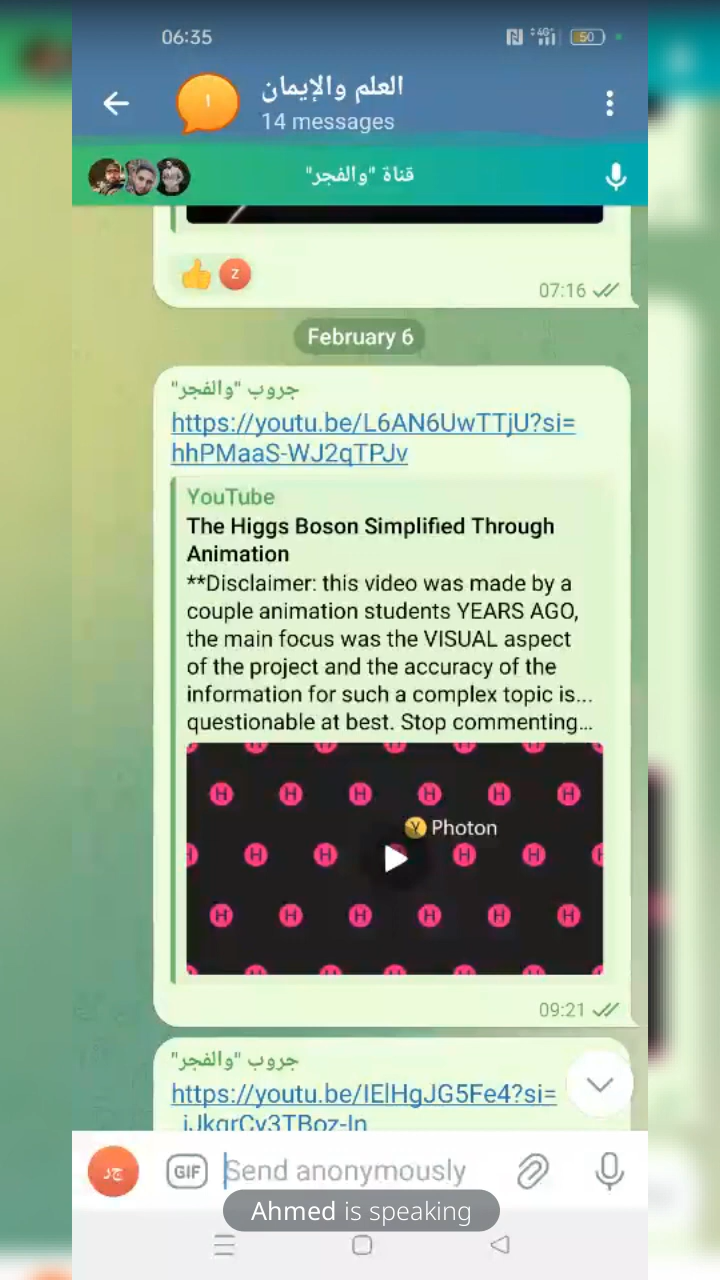 06:35
4G
50
العلم والإيمان
14 messages
قناة "والفجر"
Z
07:16
February 6
جروب "والفجر"
https://youtu.be/L6AN6UwTTjU?si=
hhPMaaS-WJ2qTPJv
YouTube
The Higgs Boson Simplified Through
Animation
**Disclaimer: this video was made by a
couple animation students YEARS AGO,
the main focus was the VISUAL aspect
of the project and the accuracy of the
information for such a complex topic is...
questionable at best. Stop commenting...
H H H H H H
Y Photon
H H H H H H
H H H H H H
09:21
جروب "والفجر"
https://youtu.be/IElHgJG5Fe4?si=
GIF
Send anonymously
Ahmed is speaking